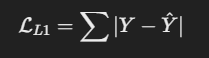 ℒ_{L1} = ∑ |Y − Ŷ|